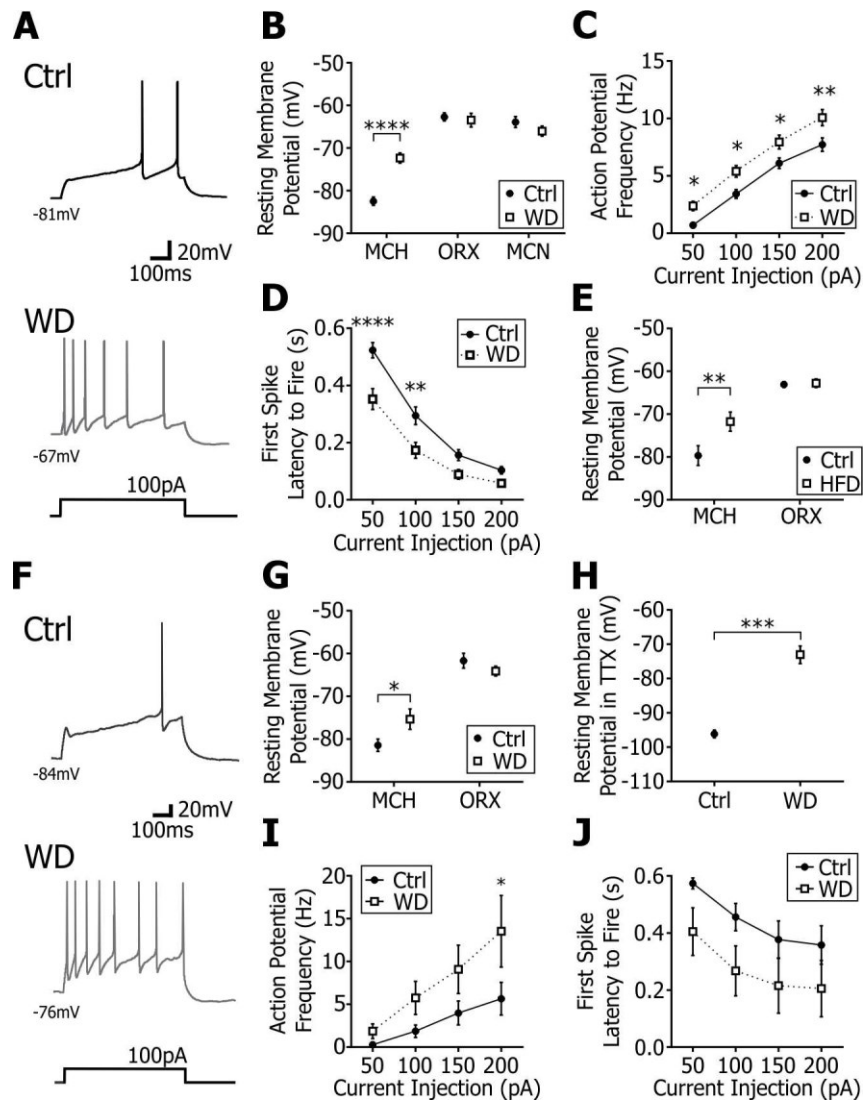 A
Ctrl
-81mV
20mV
100ms
WD
-67mV
100pA
B
Resting Membrane
Potential (mV)
-50
-60
-70
-80
-90
****
Ctrl
WD
MCH ORX MCN
C
Action Potential
Frequency (Hz)
15
10
5
0
* * * **
Ctrl
WD
50 100 150 200
Current Injection (pA)
D
First Spike
Latency to Fire (s)
0.6
0.4
0.2
0.0
****
**
Ctrl
WD
50 100 150 200
Current Injection (pA)
E
Resting Membrane
Potential (mV)
-50
-60
-70
-80
-90
**
Ctrl
HFD
MCH ORX
F
Ctrl
-84mV
20mV
100ms
WD
-76mV
100pA
G
Resting Membrane
Potential (mV)
-50
-60
-70
-80
-90
*
Ctrl
WD
MCH ORX
H
Resting Membrane
Potential in TTX (mV)
-60
-70
-80
-90
-100
-110
***
Ctrl WD
I
Action Potential
Frequency (Hz)
20
15
10
5
0
Ctrl
WD
*
50 100 150 200
Current Injection (pA)
J
First Spike
Latency to Fire (s)
0.6
0.4
0.2
0.0
Ctrl
WD
50 100 150 200
Current Injection (pA)